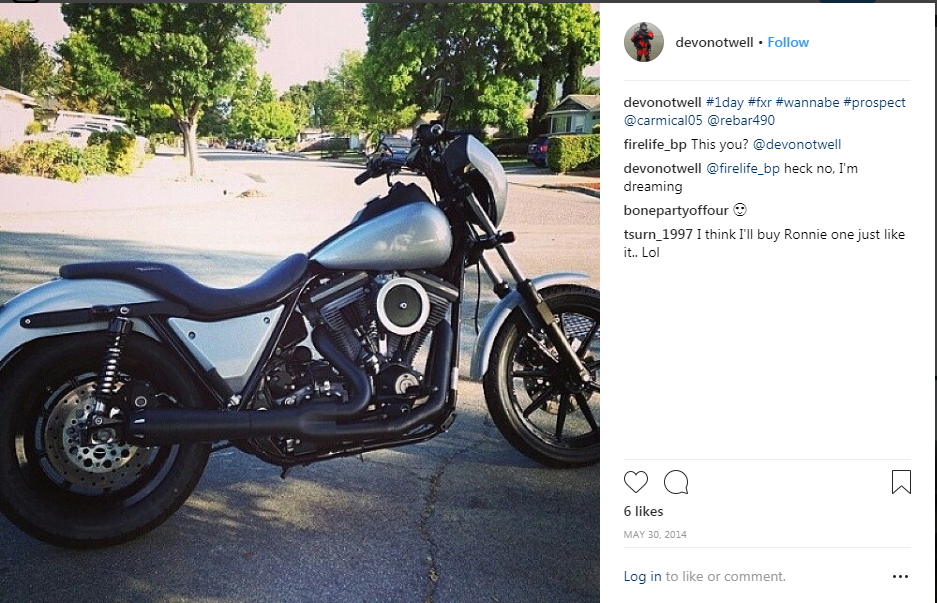 devonotwell • Follow
devonotwell #1day #fxr #wannabe #prospect
@carmical05 @rebar490
firelife_bp This you? @devonotwell
devonotwell @firelife_bp heck no, I'm
dreaming
bonepartyoffour
tsurn_1997 I think I'll buy Ronnie one just like
it.. Lol
6 likes
MAY 30, 2014
Log in to like or comment.